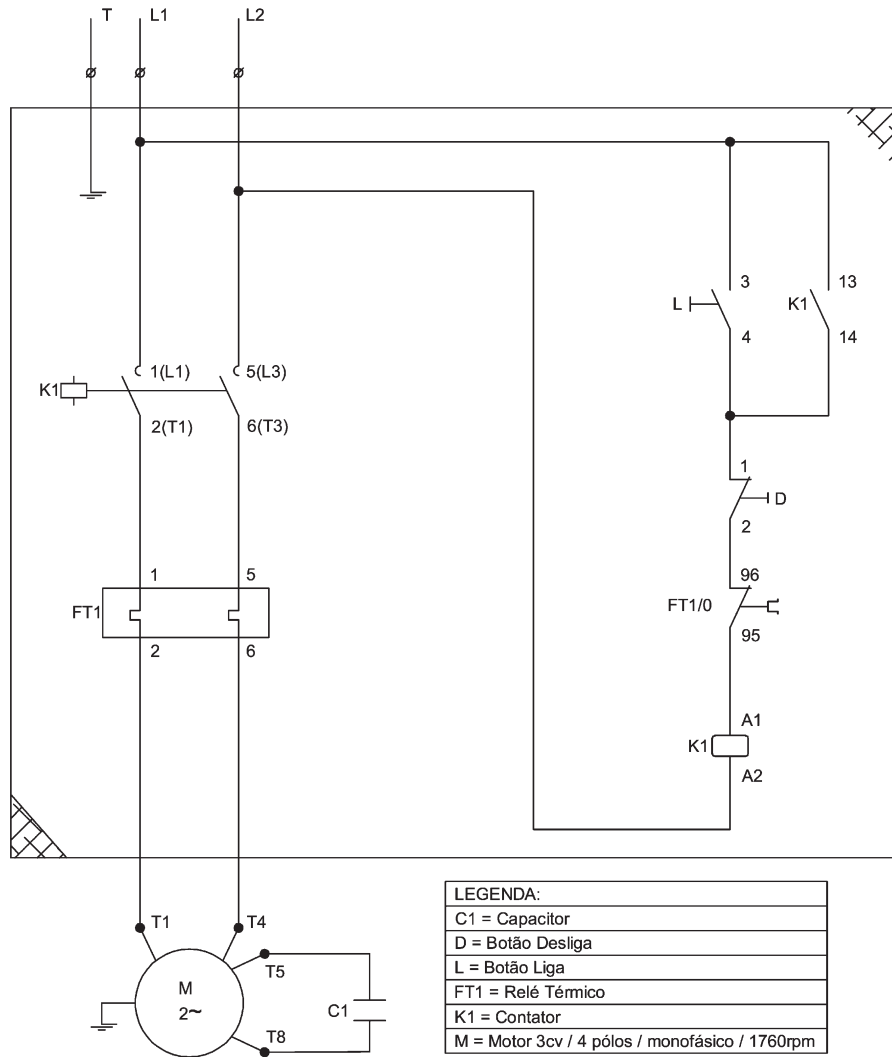 T L1 L2
3 13
L K1
4 14
1(L1) 5(L3)
K1
2(T1) 6(T3)
1
D
2
1 5
96
FT1
FT1/0
2 6
95
A1
K1
A2
T1 T4
T5
M
2~
C1
T8
LEGENDA:
C1 = Capacitor
D = Botão Desliga
L = Botão Liga
FT1 = Relé Térmico
K1 = Contator
M = Motor 3cv / 4 pólos / monofásico / 1760rpm